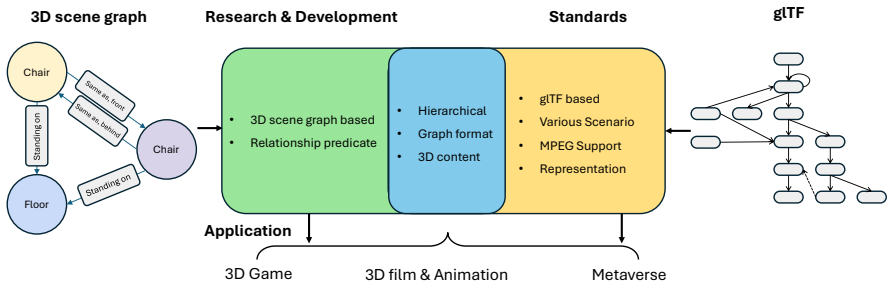 3D scene graph
Research & Development
Standards
glTF
Chair
Same as, front
Same as, behind
Standing on
Chair
Standing on
Floor
• 3D scene graph based
• Relationship predicate
• Hierarchical
• Graph format
• 3D content
• glTF based
• Various Scenario
• MPEG Support
• Representation
Application
3D Game
3D film & Animation
Metaverse